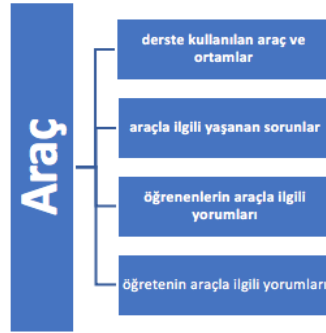 Araç
derste kullanılan araç ve
ortamlar
araçla ilgili yaşanan sorunlar
öğrenenlerin araçla ilgili
yorumları
öğretenin araçla ilgili yorumları